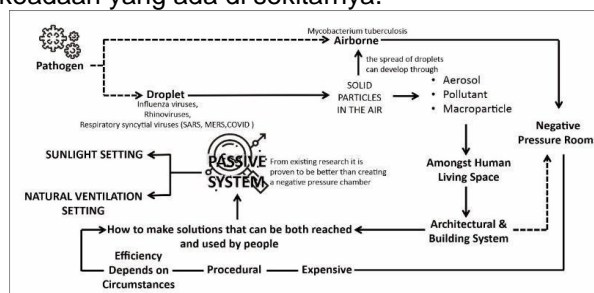 keadaan yang ada di sekitarnya.
Mycobacterium tuberculosis
Airborne
Pathogen
the spread of droplets
can develop through
Droplet
Influenza viruses,
Rhinoviruses,
Respiratory syncytial viruses (SARS, MERS,COVID )
SOLID
PARTICLES
IN THE AIR
• Aerosol
• Pollutant
• Macroparticle
Negative
Pressure Room
SUNLIGHT SETTING
NATURAL VENTILATION
SETTING
PASSIVE
SYSTEM
From existing research it is
proven to be better than creating
a negative pressure chamber
Amongst Human
Living Space
Architectural &
Building System
How to make solutions that can be both reached
and used by people
Efficiency
Depends on
Circumstances
Procedural
Expensive